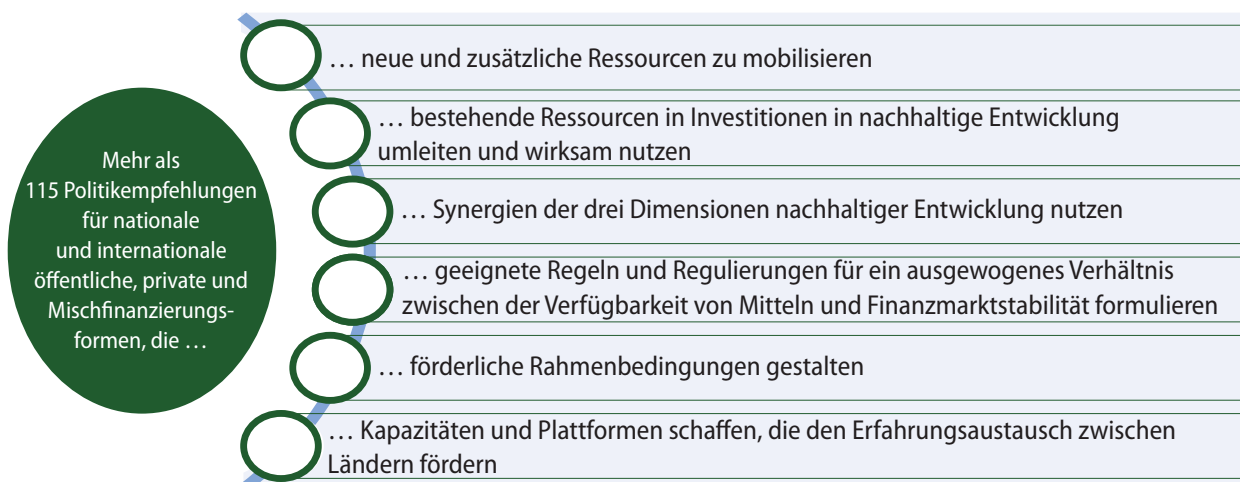 Mehr als
115 Politikempfehlungen
für nationale
und internationale
öffentliche, private und
Mischfinanzierungs-
formen, die …
… neue und zusätzliche Ressourcen zu mobilisieren
… bestehende Ressourcen in Investitionen in nachhaltige Entwicklung
umleiten und wirksam nutzen
… Synergien der drei Dimensionen nachhaltiger Entwicklung nutzen
… geeignete Regeln und Regulierungen für ein ausgewogenes Verhältnis
zwischen der Verfügbarkeit von Mitteln und Finanzmarktstabilität formulieren
… förderliche Rahmenbedingungen gestalten
… Kapazitäten und Plattformen schaffen, die den Erfahrungsaustausch zwischen
Ländern fördern